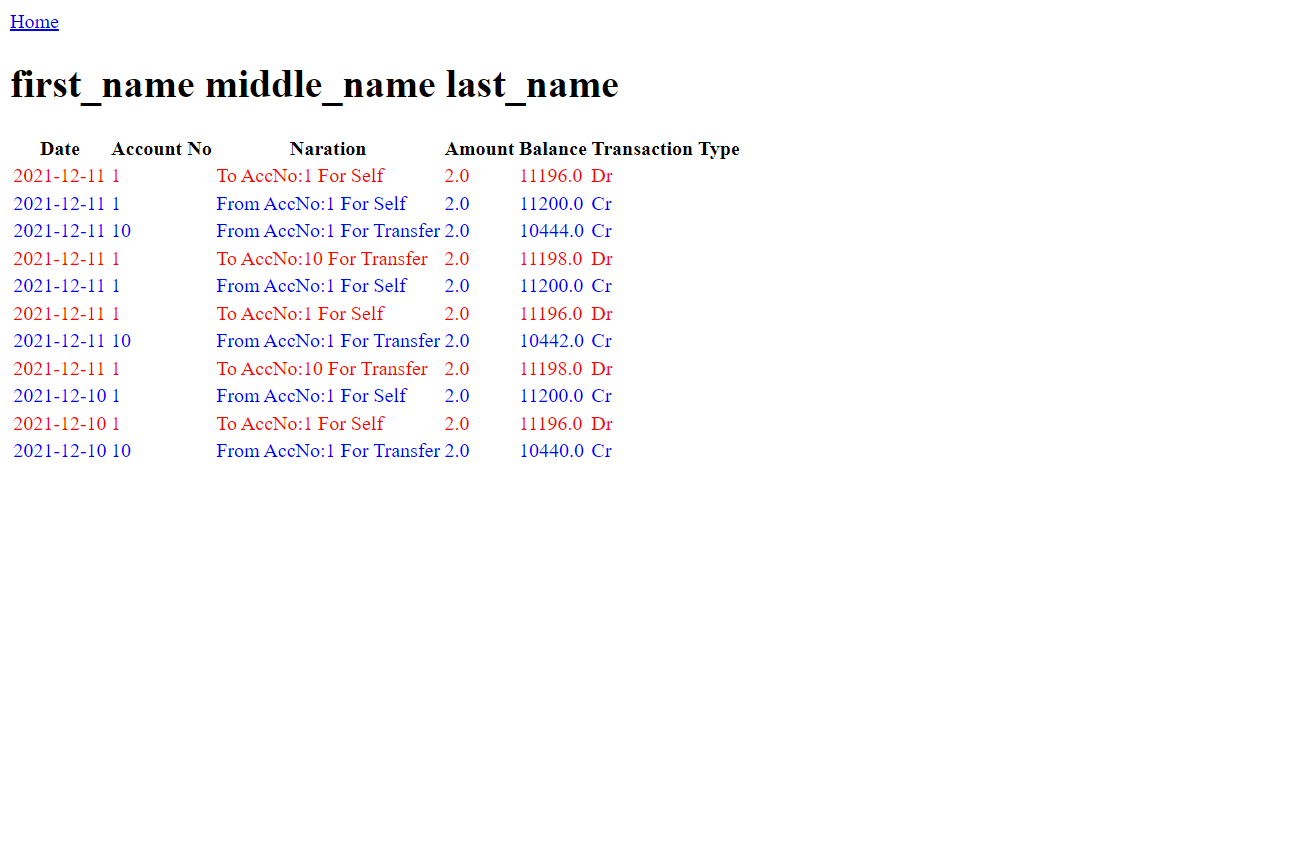 Home
first_name middle_name last_name
Date Account No Naration Amount Balance Transaction Type
2021-12-11 1 To AccNo:1 For Self 2.0 11196.0 Dr
2021-12-11 1 From AccNo:1 For Self 2.0 11200.0 Cr
2021-12-11 10 From AccNo:1 For Transfer 2.0 10444.0 Cr
2021-12-11 1 To AccNo:10 For Transfer 2.0 11198.0 Dr
2021-12-11 1 From AccNo:1 For Self 2.0 11200.0 Cr
2021-12-11 1 To AccNo:1 For Self 2.0 11196.0 Dr
2021-12-11 10 From AccNo:1 For Transfer 2.0 10442.0 Cr
2021-12-11 1 To AccNo:10 For Transfer 2.0 11198.0 Dr
2021-12-10 1 From AccNo:1 For Self 2.0 11200.0 Cr
2021-12-10 1 To AccNo:1 For Self 2.0 11196.0 Dr
2021-12-10 10 From AccNo:1 For Transfer 2.0 10440.0 Cr